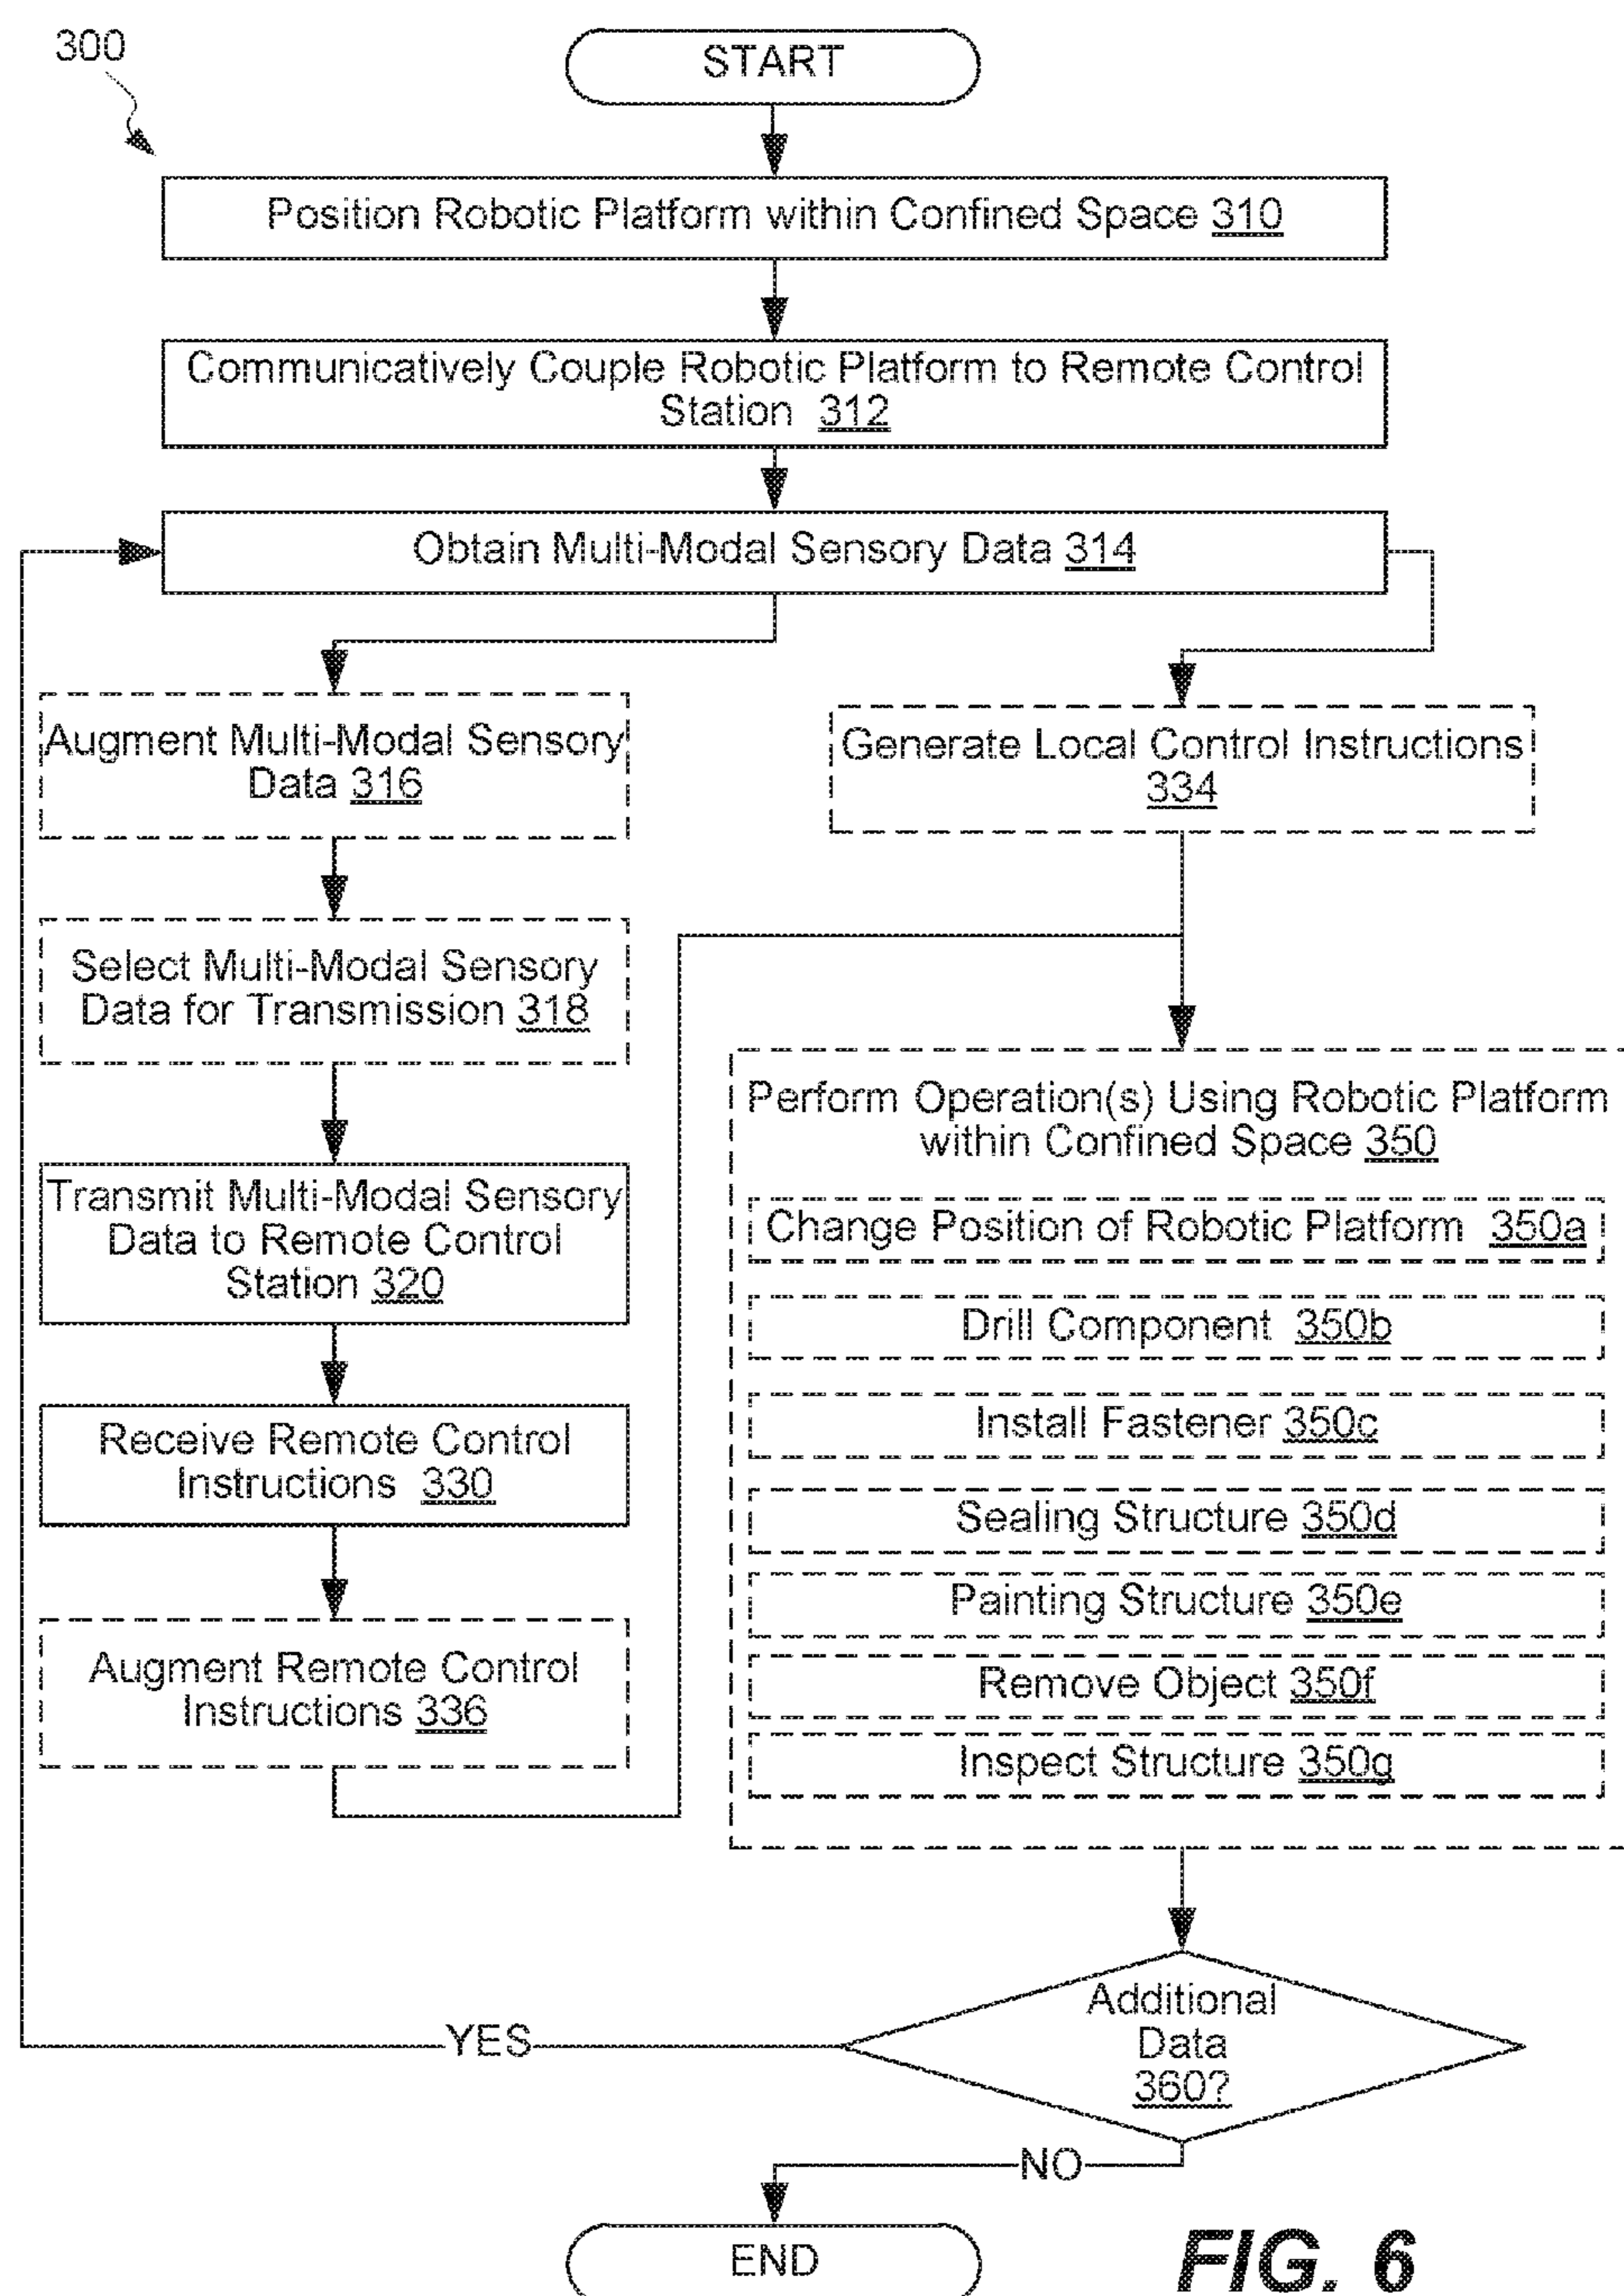 300
START
Position Robotic Platform within Confined Space 310
Communicatively Couple Robotic Platform to Remote Control
Station 312
Obtain Multi-Modal Sensory Data 314
Augment Multi-Modal Sensory
Data 316
Select Multi-Modal Sensory
Data for Transmission 318
Transmit Multi-Modal Sensory
Data to Remote Control
Station 320
Receive Remote Control
Instructions 330
Augment Remote Control
Instructions 336
Generate Local Control Instructions
334
Perform Operation(s) Using Robotic Platform
within Confined Space 350
Change Position of Robotic Platform 350a
Drill Component 350b
Install Fastener 350c
Sealing Structure 350d
Painting Structure 350e
Remove Object 350f
Inspect Structure 350g
Additional
Data
360?
YES
NO
END
FIG. 6